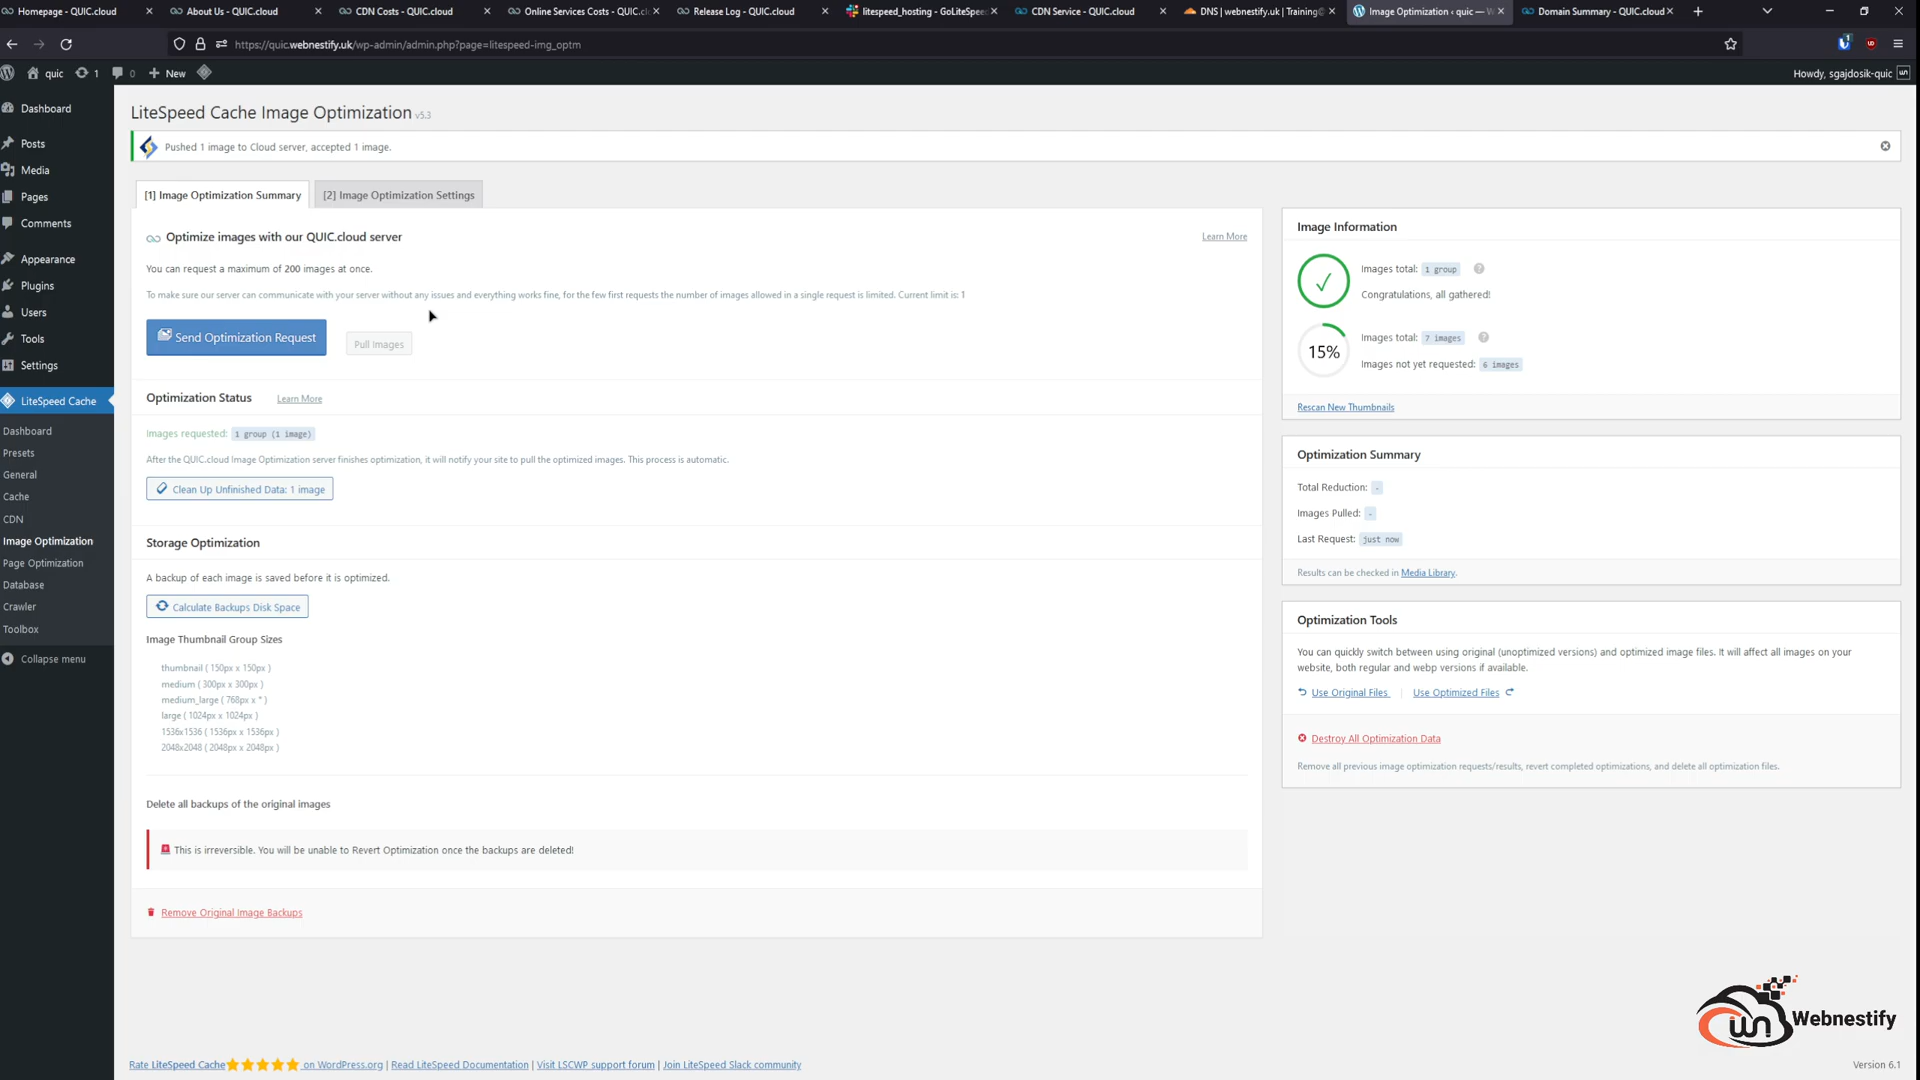 Homepage - QUIC.cloud
About Us - QUIC.cloud
CDN Costs - QUIC.cloud
Online Services Costs - QUIC.cl
Release Log - QUIC.cloud
litespeed_hosting - GoLiteSpee
CDN Service - QUIC.cloud
DNS | webnestify.uk | Training@
Image Optimization ‹ quic — W
Domain Summary - QUIC.cloud
https://quic.webnestify.uk/wp-admin/admin.php?page=litespeed-img_optm
quic
1
0
New
Howdy, sgajdosik-quic
Dashboard
Posts
Media
Pages
Comments
Appearance
Plugins
Users
Tools
Settings
LiteSpeed Cache
Dashboard
Presets
General
Cache
CDN
Image Optimization
Page Optimization
Database
Crawler
Toolbox
Collapse menu
LiteSpeed Cache Image Optimization v5.3
Pushed 1 image to Cloud server, accepted 1 image.
[1] Image Optimization Summary
[2] Image Optimization Settings
Optimize images with our QUIC.cloud server
Learn More
You can request a maximum of 200 images at once.
To make sure our server can communicate with your server without any issues and everything works fine, for the few first requests the number of images allowed in a single request is limited. Current limit is: 1
Send Optimization Request
Pull Images
Optimization Status
Learn More
Images requested: 1 group (1 image)
After the QUIC.cloud Image Optimization server finishes optimization, it will notify your site to pull the optimized images. This process is automatic.
Clean Up Unfinished Data: 1 image
Storage Optimization
A backup of each image is saved before it is optimized.
Calculate Backups Disk Space
Image Thumbnail Group Sizes
thumbnail ( 150px x 150px )
medium ( 300px x 300px )
medium_large ( 768px x * )
large ( 1024px x 1024px )
1536x1536 ( 1536px x 1536px )
2048x2048 ( 2048px x 2048px )
Delete all backups of the original images
This is irreversible. You will be unable to Revert Optimization once the backups are deleted!
Remove Original Image Backups
Image Information
Images total: 1 group
Congratulations, all gathered!
15%
Images total: 7 images
Images not yet requested: 6 images
Rescan New Thumbnails
Optimization Summary
Total Reduction: -
Images Pulled: -
Last Request: just now
Results can be checked in Media Library.
Optimization Tools
You can quickly switch between using original (unoptimized versions) and optimized image files. It will affect all images on your
website, both regular and webp versions if available.
Use Original Files | Use Optimized Files
Destroy All Optimization Data
Remove all previous image optimization requests/results, revert completed optimizations, and delete all optimization files.
Webnestify
Rate LiteSpeed Cache on WordPress.org | Read LiteSpeed Documentation | Visit LSCWP support forum | Join LiteSpeed Slack community
Version 6.1